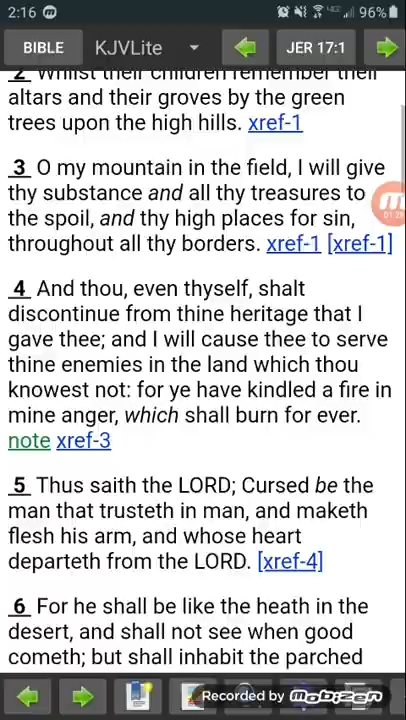 2:16
96%
BIBLE KJVLite JER 17:1
2 Whilst their children remember their
altars and their groves by the green
trees upon the high hills. xref-1
3 O my mountain in the field, I will give
thy substance and all thy treasures to
the spoil, and thy high places for sin,
throughout all thy borders. xref-1 [xref-1]
4 And thou, even thyself, shalt
discontinue from thine heritage that I
gave thee; and I will cause thee to serve
thine enemies in the land which thou
knowest not: for ye have kindled a fire in
mine anger, which shall burn for ever.
note xref-3
5 Thus saith the LORD; Cursed be the
man that trusteth in man, and maketh
flesh his arm, and whose heart
departeth from the LORD. [xref-4]
6 For he shall be like the heath in the
desert, and shall not see when good
cometh; but shall inhabit the parched
Recorded by mobizen